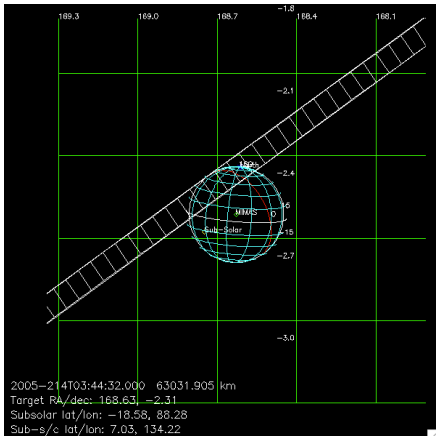 169.3 169.0 168.7 168.4 168.1
-1.8
-2.1
-2.4
MIMAS 0
Sub-Solar
-15
-2.7
-3.0
2005-214T03:44:32.000 63031.905 km
Target RA/dec: 168.63, -2.31
Subsolar lat/lon: -18.58, 88.28
Sub-s/c lat/lon: 7.03, 134.22